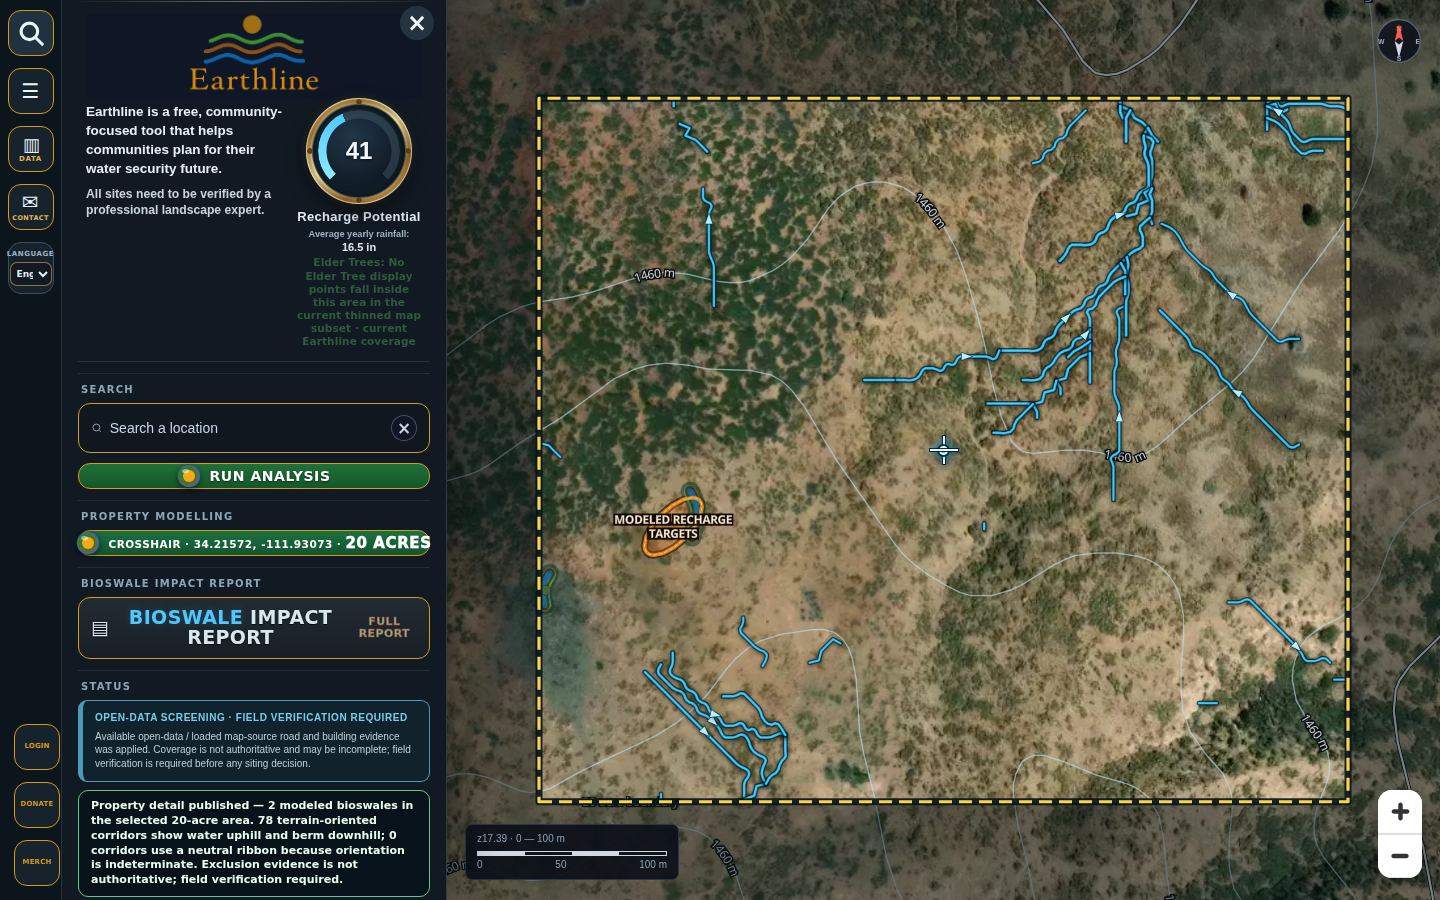 DATA
CONTACT
LANGUAGE
Eng
LOGIN
DONATE
MERCH
Earthline
Earthline is a free, community-
focused tool that helps
communities plan for their
water security future.
All sites need to be verified by a
professional landscape expert.
41
Recharge Potential
Average yearly rainfall:
16.5 in
Elder Trees: No
Elder Tree display
points fall inside
this area in the
current thinned map
subset · current
Earthline coverage
SEARCH
Search a location
RUN ANALYSIS
PROPERTY MODELLING
CROSSHAIR · 34.21572, -111.93073 · 20 ACRES
BIOSWALE IMPACT REPORT
BIOSWALE IMPACT
REPORT
FULL
REPORT
STATUS
OPEN-DATA SCREENING · FIELD VERIFICATION REQUIRED
Available open-data / loaded map-source road and building evidence
was applied. Coverage is not authoritative and may be incomplete; field
verification is required before any siting decision.
Property detail published — 2 modeled bioswales in
the selected 20-acre area. 78 terrain-oriented
corridors show water uphill and berm downhill; 0
corridors use a neutral ribbon because orientation
is indeterminate. Exclusion evidence is not
authoritative; field verification required.
1460 m
1460 m
1460 m
MODELED RECHARGE
TARGETS
1460 m
1460 m
z17.39 · 0 — 100 m
0 50 100 m
W E
S